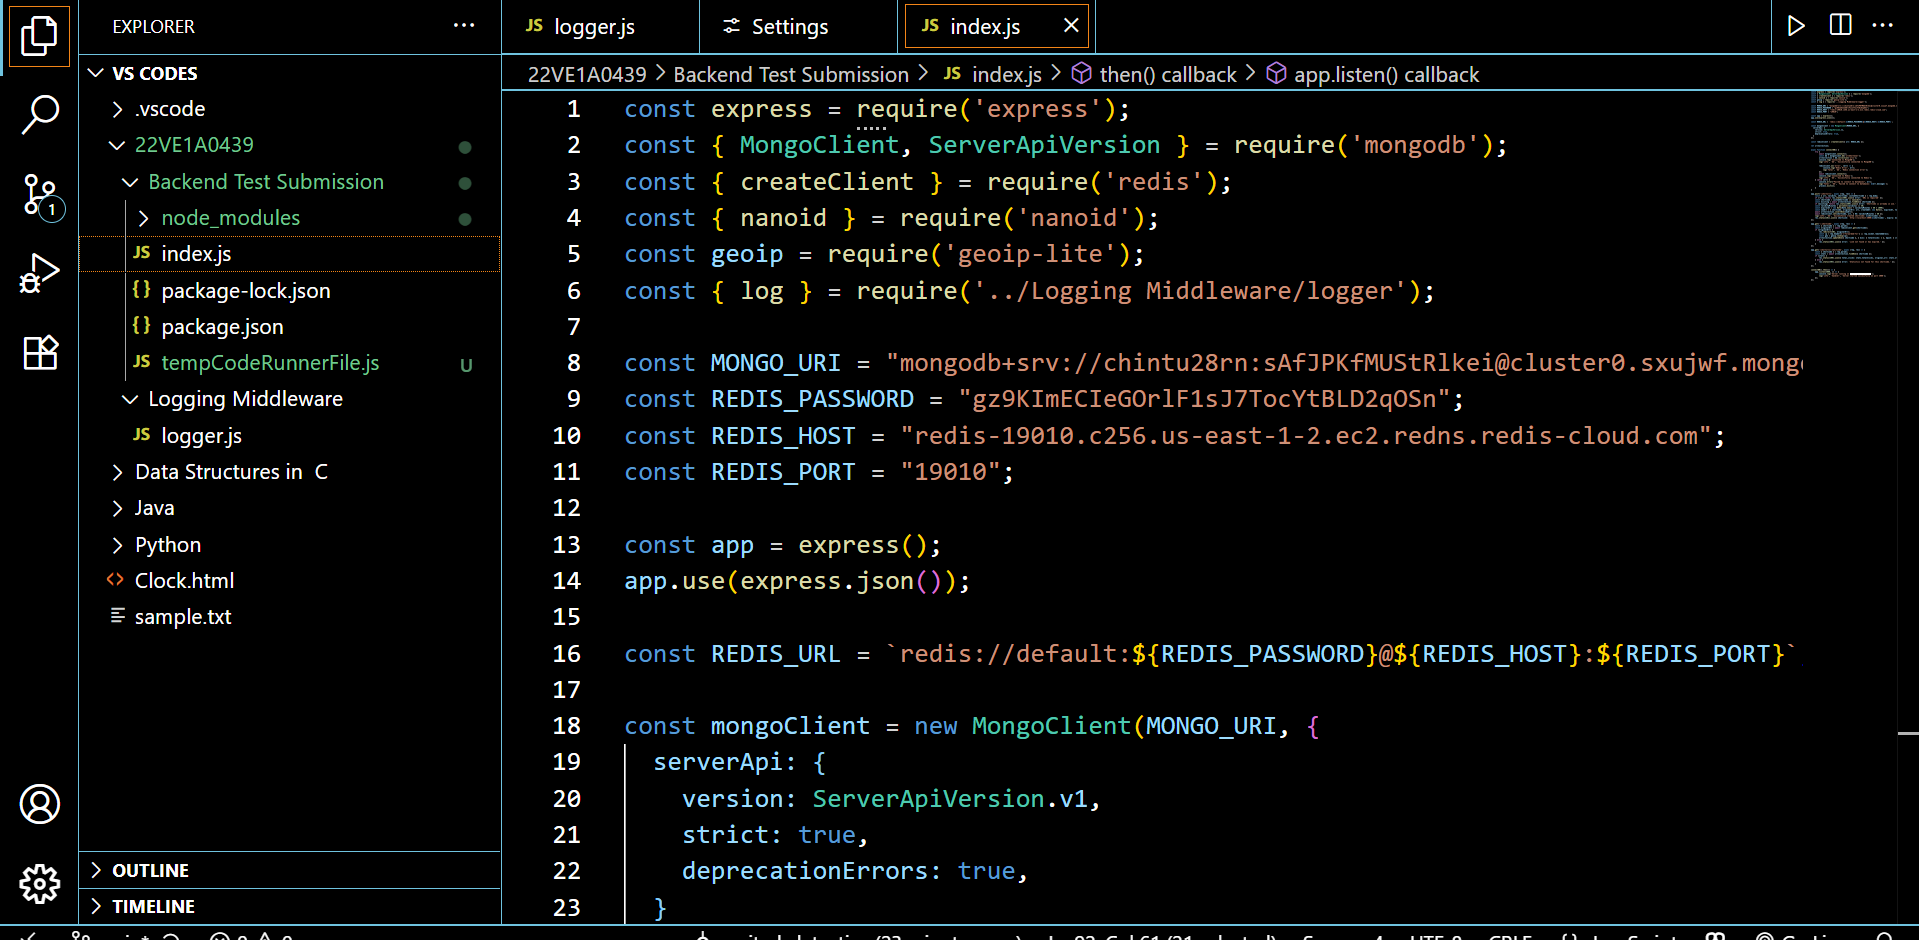 EXPLORER
VS CODES
.vscode
22VE1A0439
Backend Test Submission
node_modules
JS index.js
{} package-lock.json
{} package.json
JS tempCodeRunnerFile.js U
Logging Middleware
JS logger.js
Data Structures in C
Java
Python
<> Clock.html
sample.txt
OUTLINE
TIMELINE
1
JS logger.js
Settings
JS index.js
22VE1A0439 > Backend Test Submission > JS index.js > then() callback > app.listen() callback
1 const express = require('express');
2 const { MongoClient, ServerApiVersion } = require('mongodb');
3 const { createClient } = require('redis');
4 const { nanoid } = require('nanoid');
5 const geoip = require('geoip-lite');
6 const { log } = require('../Logging Middleware/logger');
7
8 const MONGO_URI = "mongodb+srv://chintu28rn:sAfJPKfMUStRlkei@cluster0.sxujwf.mong
9 const REDIS_PASSWORD = "gz9KImECIeGOrlF1sJ7TocYtBLD2qOSn";
10 const REDIS_HOST = "redis-19010.c256.us-east-1-2.ec2.redns.redis-cloud.com";
11 const REDIS_PORT = "19010";
12
13 const app = express();
14 app.use(express.json());
15
16 const REDIS_URL = `redis://default:${REDIS_PASSWORD}@${REDIS_HOST}:${REDIS_PORT}`
17
18 const mongoClient = new MongoClient(MONGO_URI, {
19 serverApi: {
20 version: ServerApiVersion.v1,
21 strict: true,
22 deprecationErrors: true,
23 }